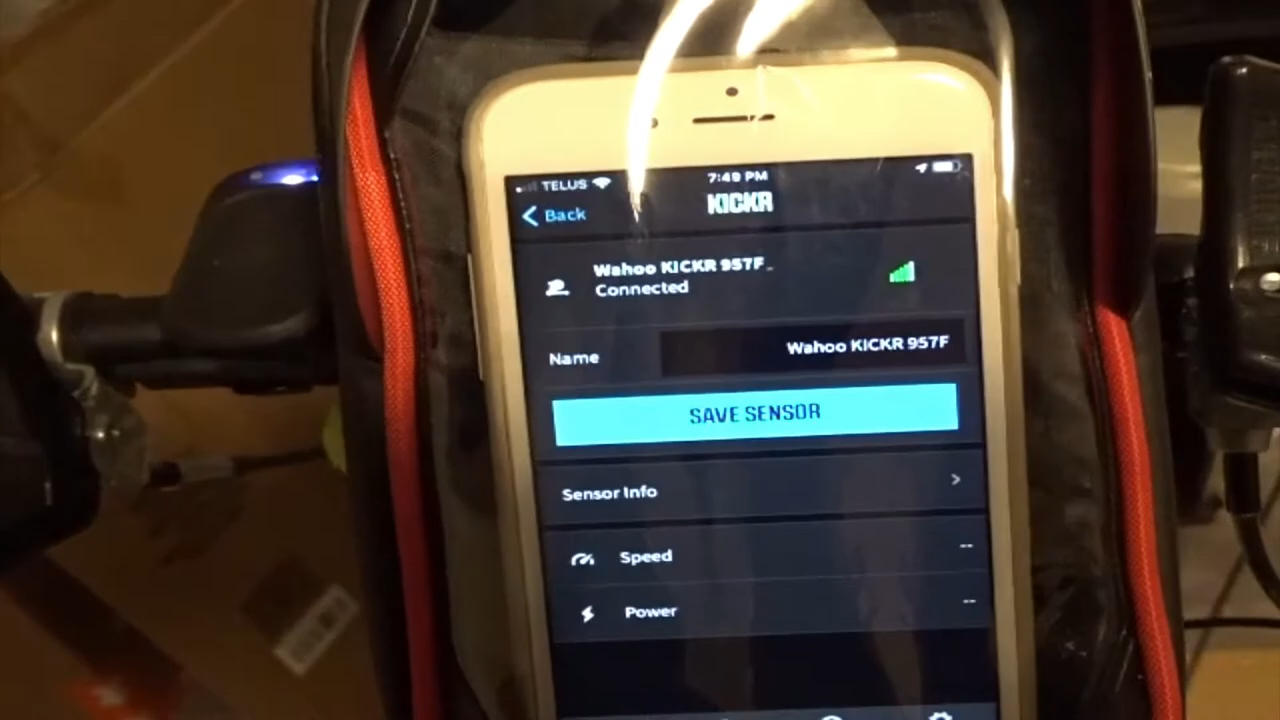 TELUS
7:49 PM
Back
KICKR
Wahoo KICKR 957F
Connected
Name
Wahoo KICKR 957F
SAVE SENSOR
Sensor Info
Speed
--
Power
--